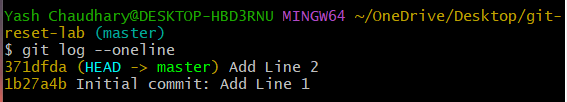 Yash Chaudhary@DESKTOP-HBD3RNU MINGW64 ~/OneDrive/Desktop/git-
reset-lab (master)
$ git log --oneline
371dfda (HEAD -> master) Add Line 2
1b27a4b Initial commit: Add Line 1